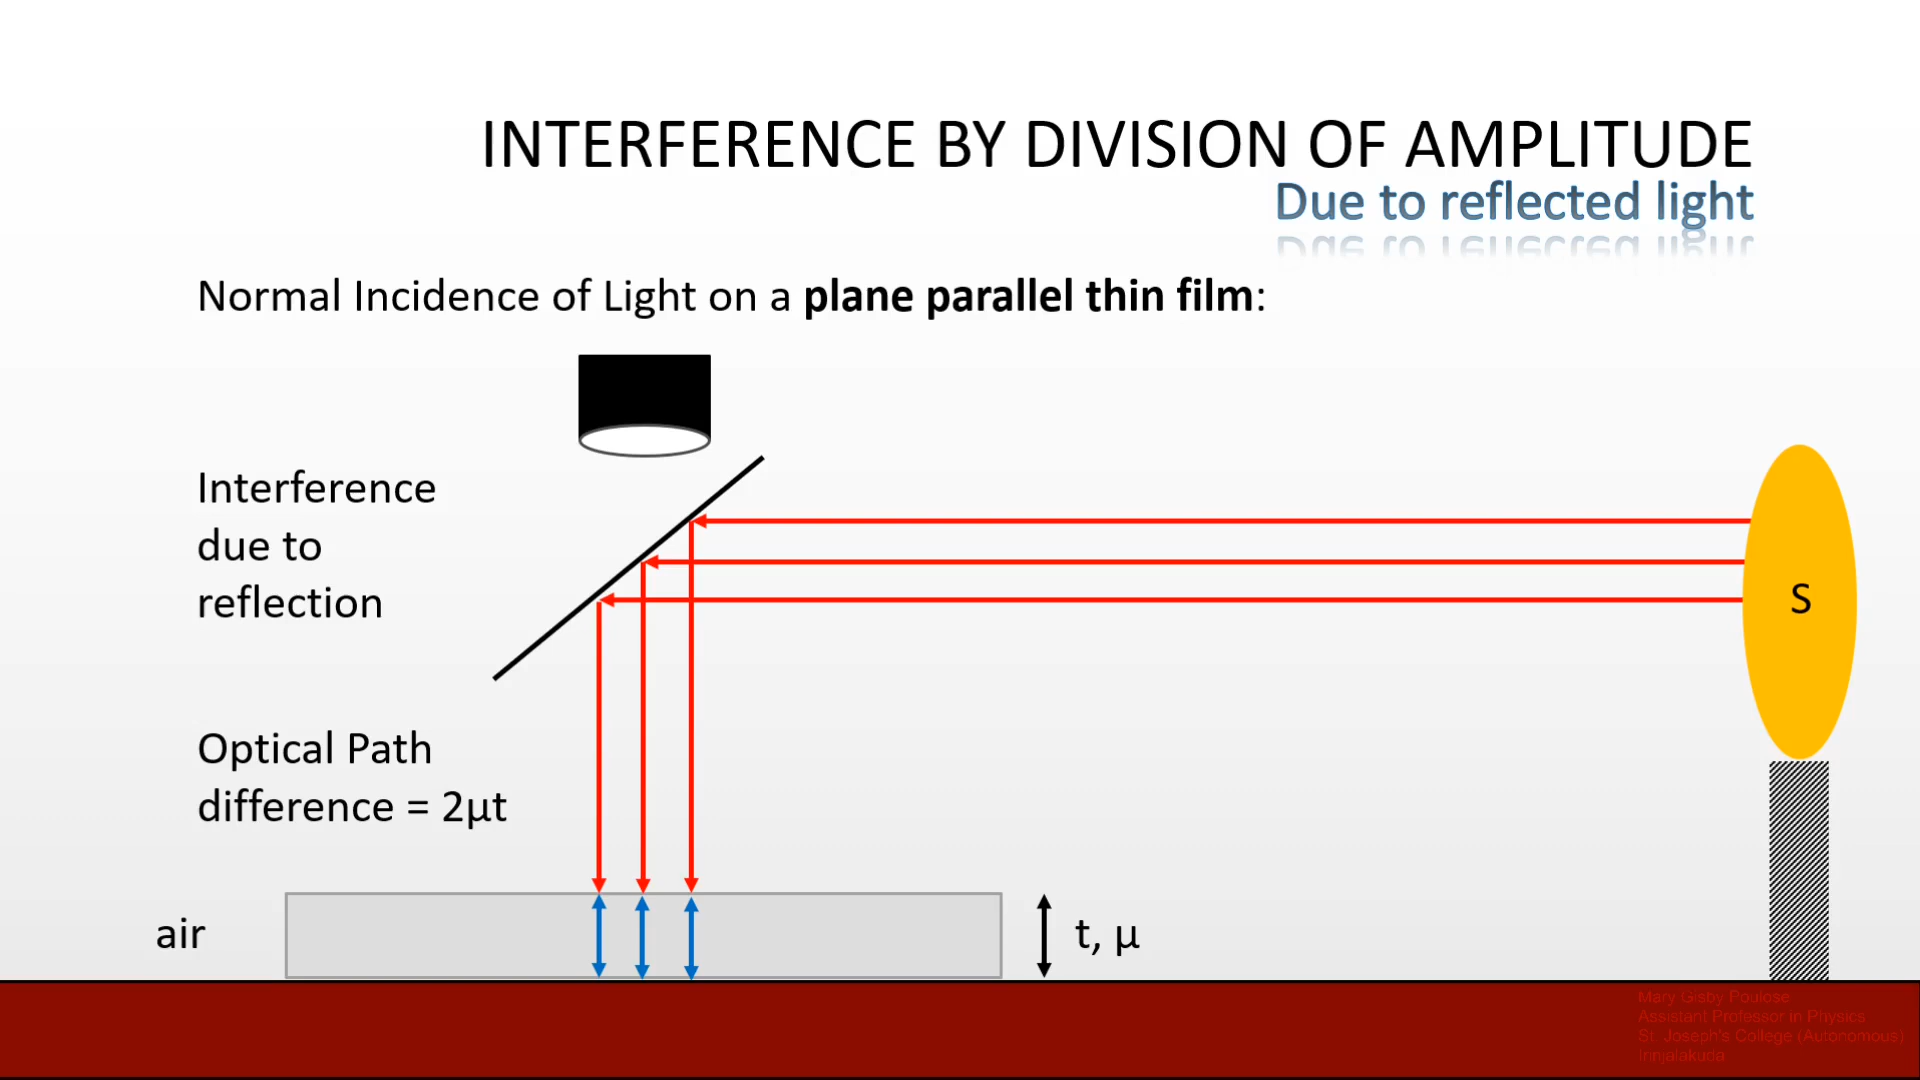 INTERFERENCE BY DIVISION OF AMPLITUDE
Due to reflected light
Normal Incidence of Light on a plane parallel thin film:
Interference
due to
reflection
S
Optical Path
difference = 2μt
air
t, μ
Mary Gisby Poulose
Assistant Professor in Physics
St. Joseph's College (Autonomous)
Irinjalakuda